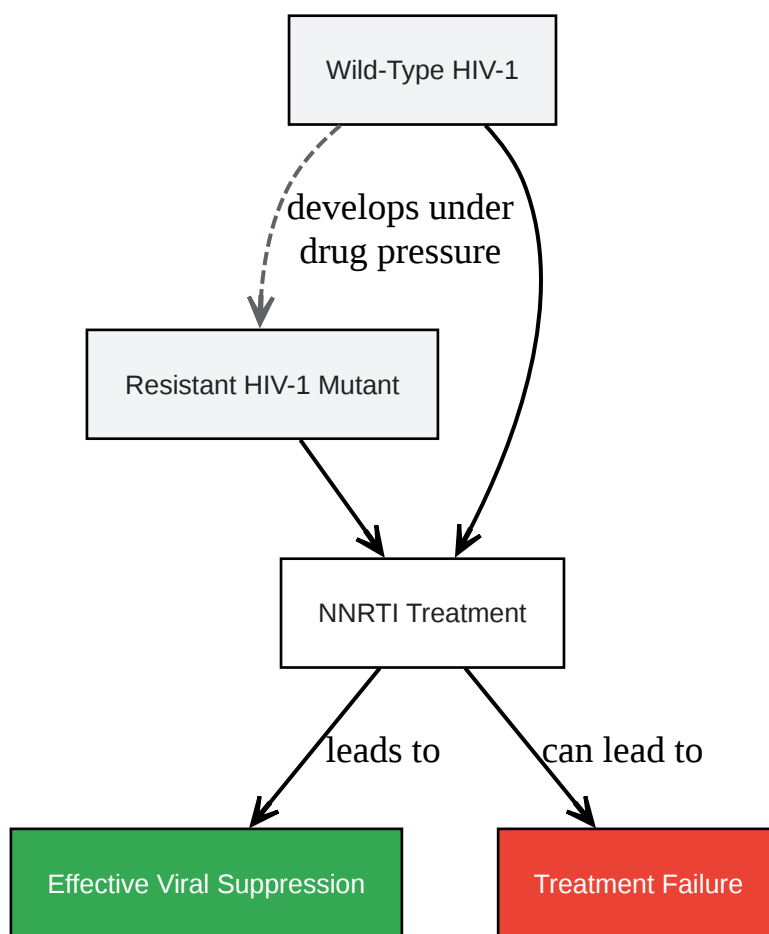 Wild-Type HIV-1
develops under
drug pressure
Resistant HIV-1 Mutant
NNRTI Treatment
leads to
can lead to
Effective Viral Suppression
Treatment Failure